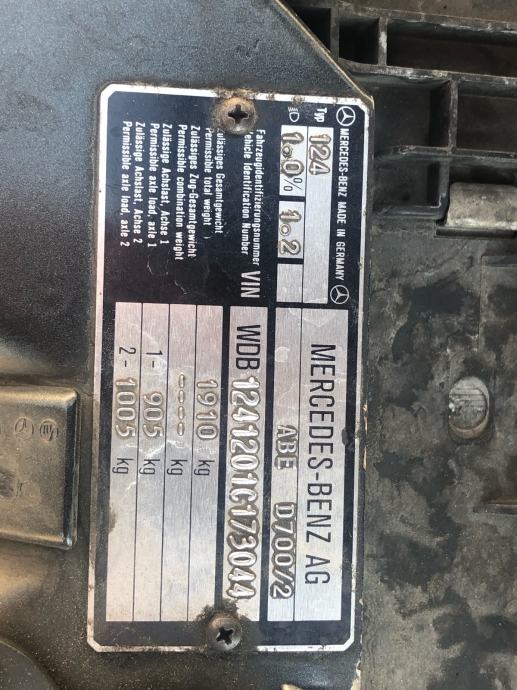 MERCEDES-BENZ MADE IN GERMANY
MERCEDES-BENZ AG
Typ 124
1.0% 1.2
ABE D700/2
Fahrzeugidentifizierungsnummer
Vehicle Identification Number
VIN WDB 1241201C173044
Zulässiges Gesamtgewicht
Permissible total weight
1910 kg
Zulässiges Zug-Gesamtgewicht
Permissible combination weight
---- kg
Zulässige Achslast, Achse 1
Permissible axle load, axle 1
1- 905 kg
Zulässige Achslast, Achse 2
Permissible axle load, axle 2
2- 1005 kg